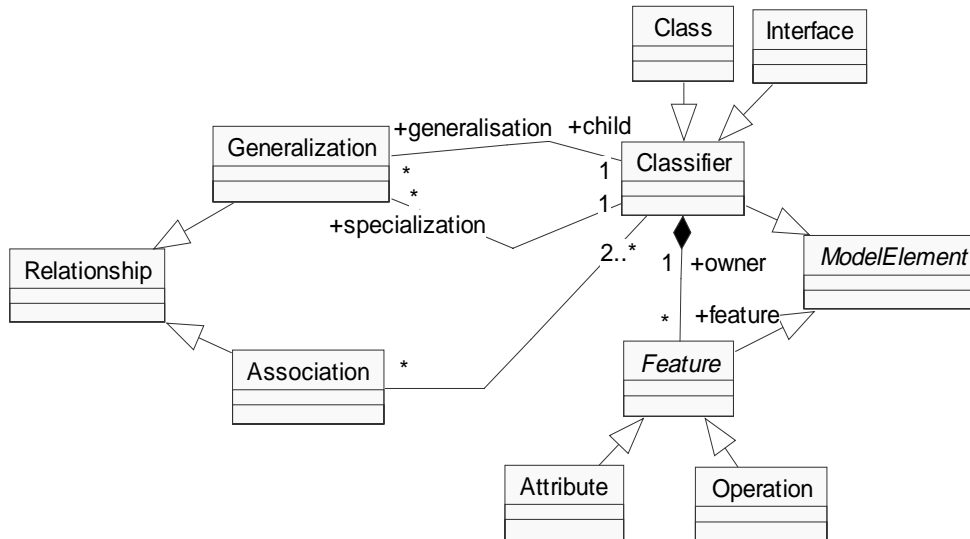 Class
Interface
+generalisation
+child
Generalization
Classifier
*
1
*
1
+specialization
2..*
+owner
1
ModelElement
Relationship
*
+feature
Feature
Association
*
Attribute
Operation